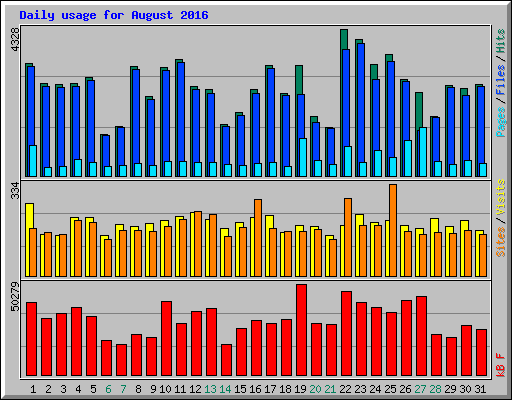 Daily usage for August 2016
4328
Pages / Files / Hits
334
Sites / Visits
50279
kB F
1 2 3 4 5 6 7 8 9 10 11 12 13 14 15 16 17 18 19 20 21 22 23 24 25 26 27 28 29 30 31